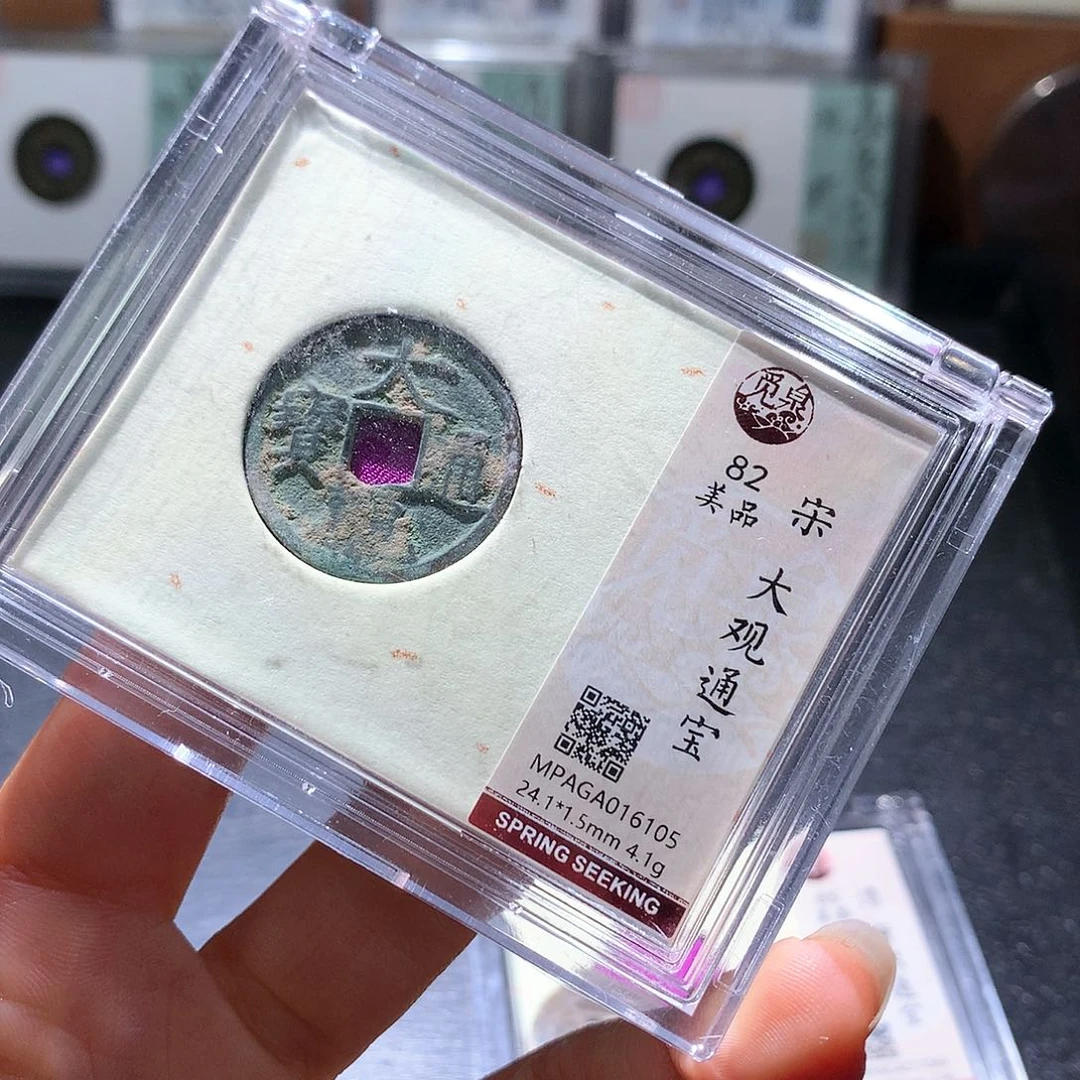 大
通
寶
觅泉
82
美品
宋
大观通宝
MPAGA016105
24.1*1.5mm 4.1g
SPRING SEEKING